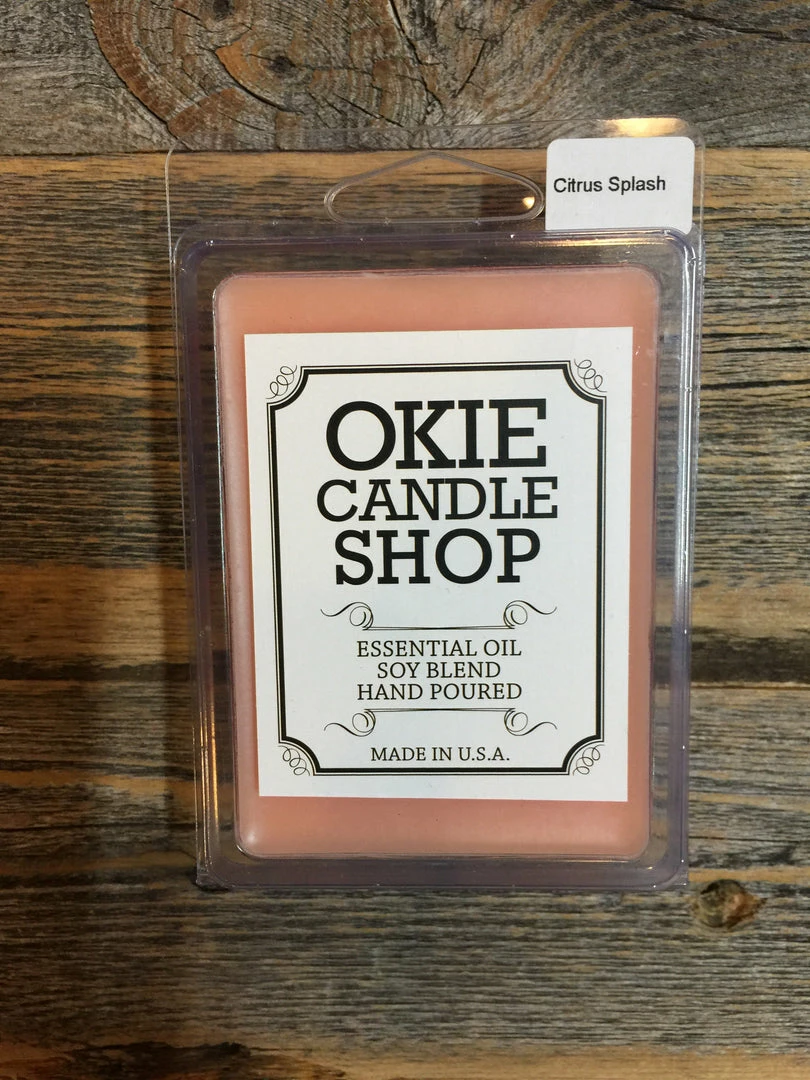 Citrus Splash
OKIE
CANDLE
SHOP
ESSENTIAL OIL
SOY BLEND
HAND POURED
MADE IN U.S.A.